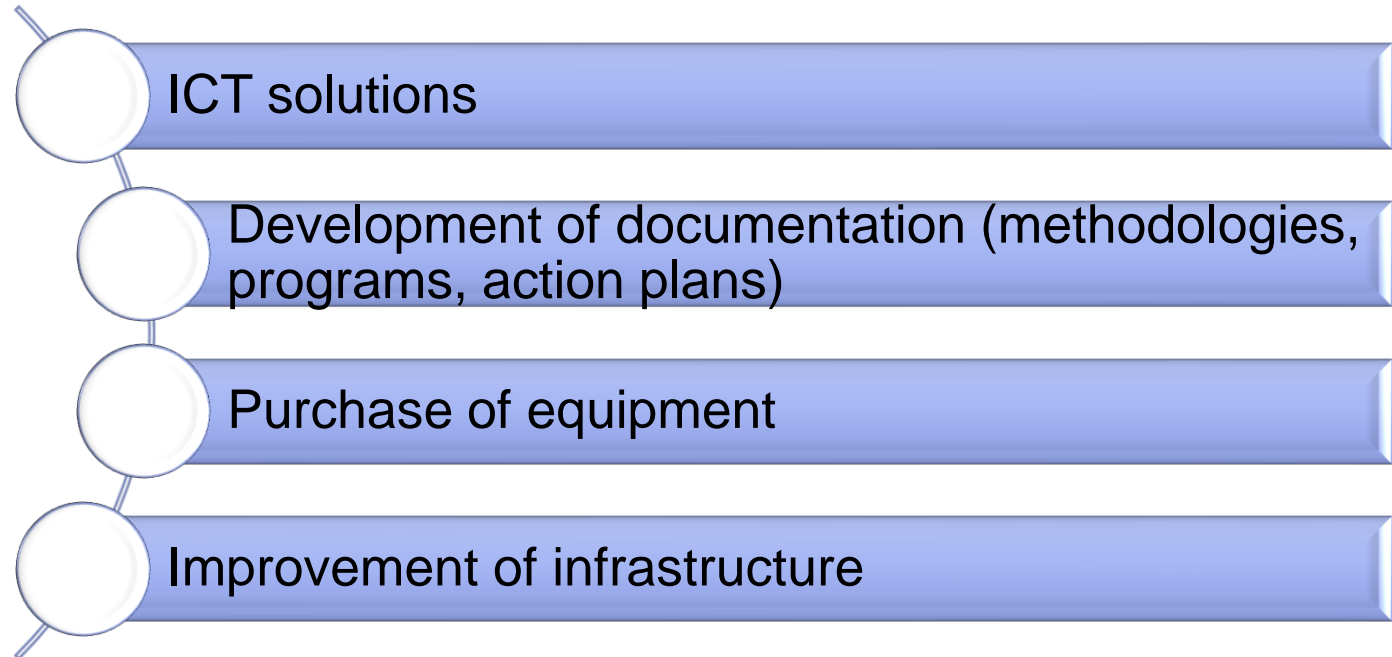 ICT solutions
Development of documentation (methodologies,
programs, action plans)
Purchase of equipment
Improvement of infrastructure